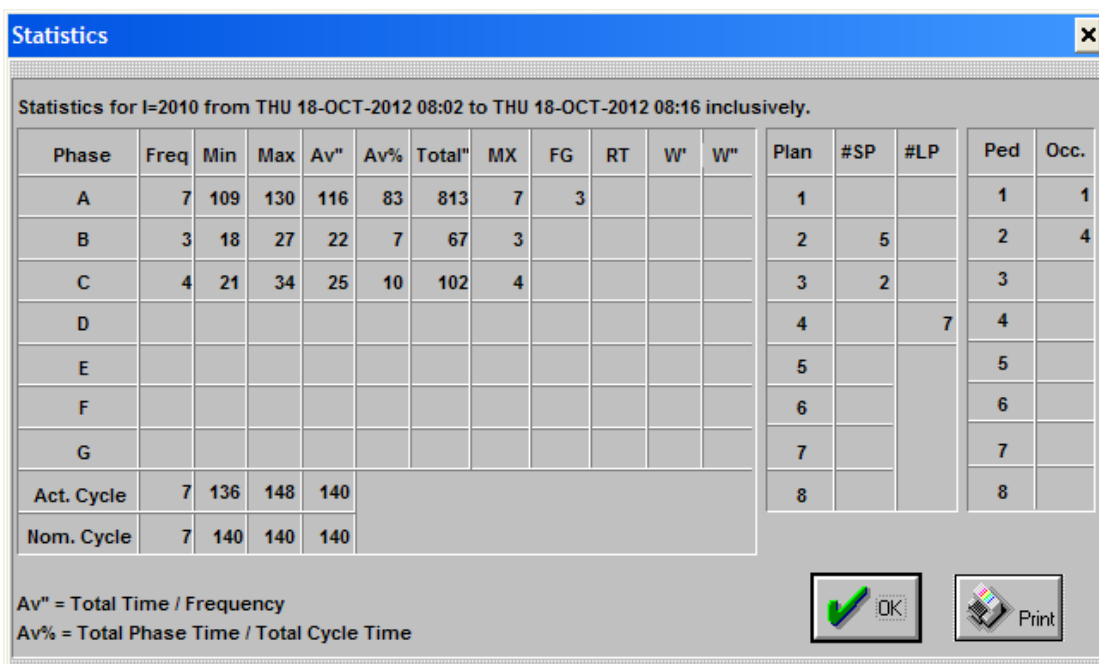 Statistics
Statistics for I=2010 from THU 18-OCT-2012 08:02 to THU 18-OCT-2012 08:16 inclusively.
Phase Freq Min Max Av" Av% Total" MX FG RT W' W"
A 7 109 130 116 83 813 7 3
B 3 18 27 22 7 67 3
C 4 21 34 25 10 102 4
D
E
F
G
Act. Cycle 7 136 148 140
Nom. Cycle 7 140 140 140
Plan #SP #LP
1
2 5
3 2
4 7
5
6
7
8
Ped Occ.
1 1
2 4
3
4
5
6
7
8
Av" = Total Time / Frequency
Av% = Total Phase Time / Total Cycle Time
OK
Print